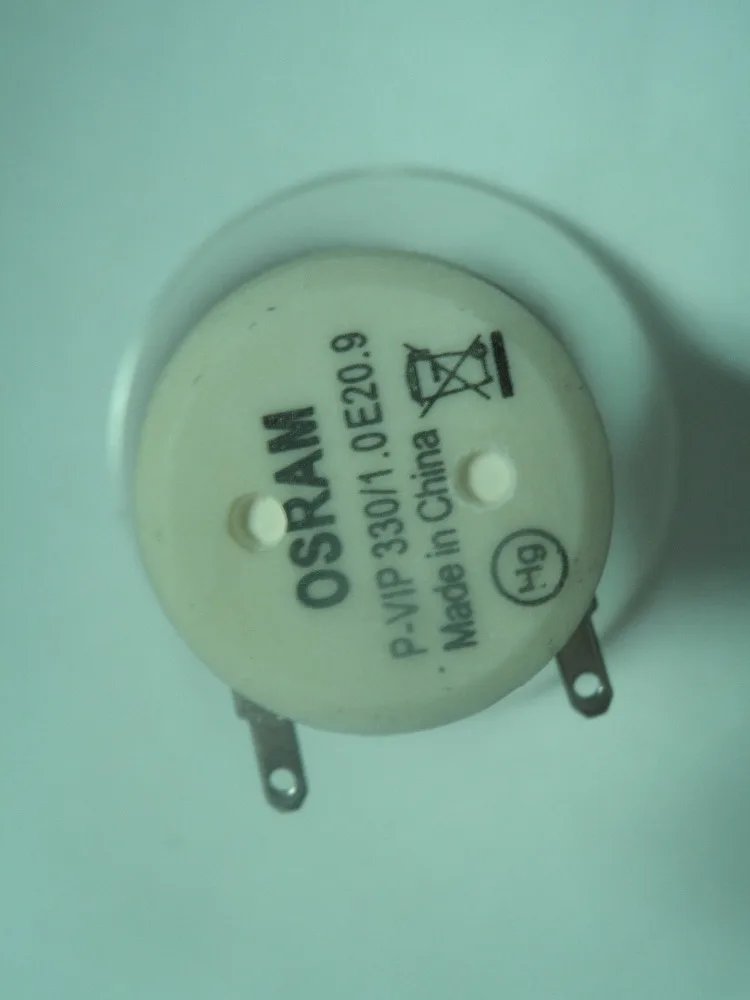 OSRAM
P-VIP 330/1.0E20.9
Made in China
Hg